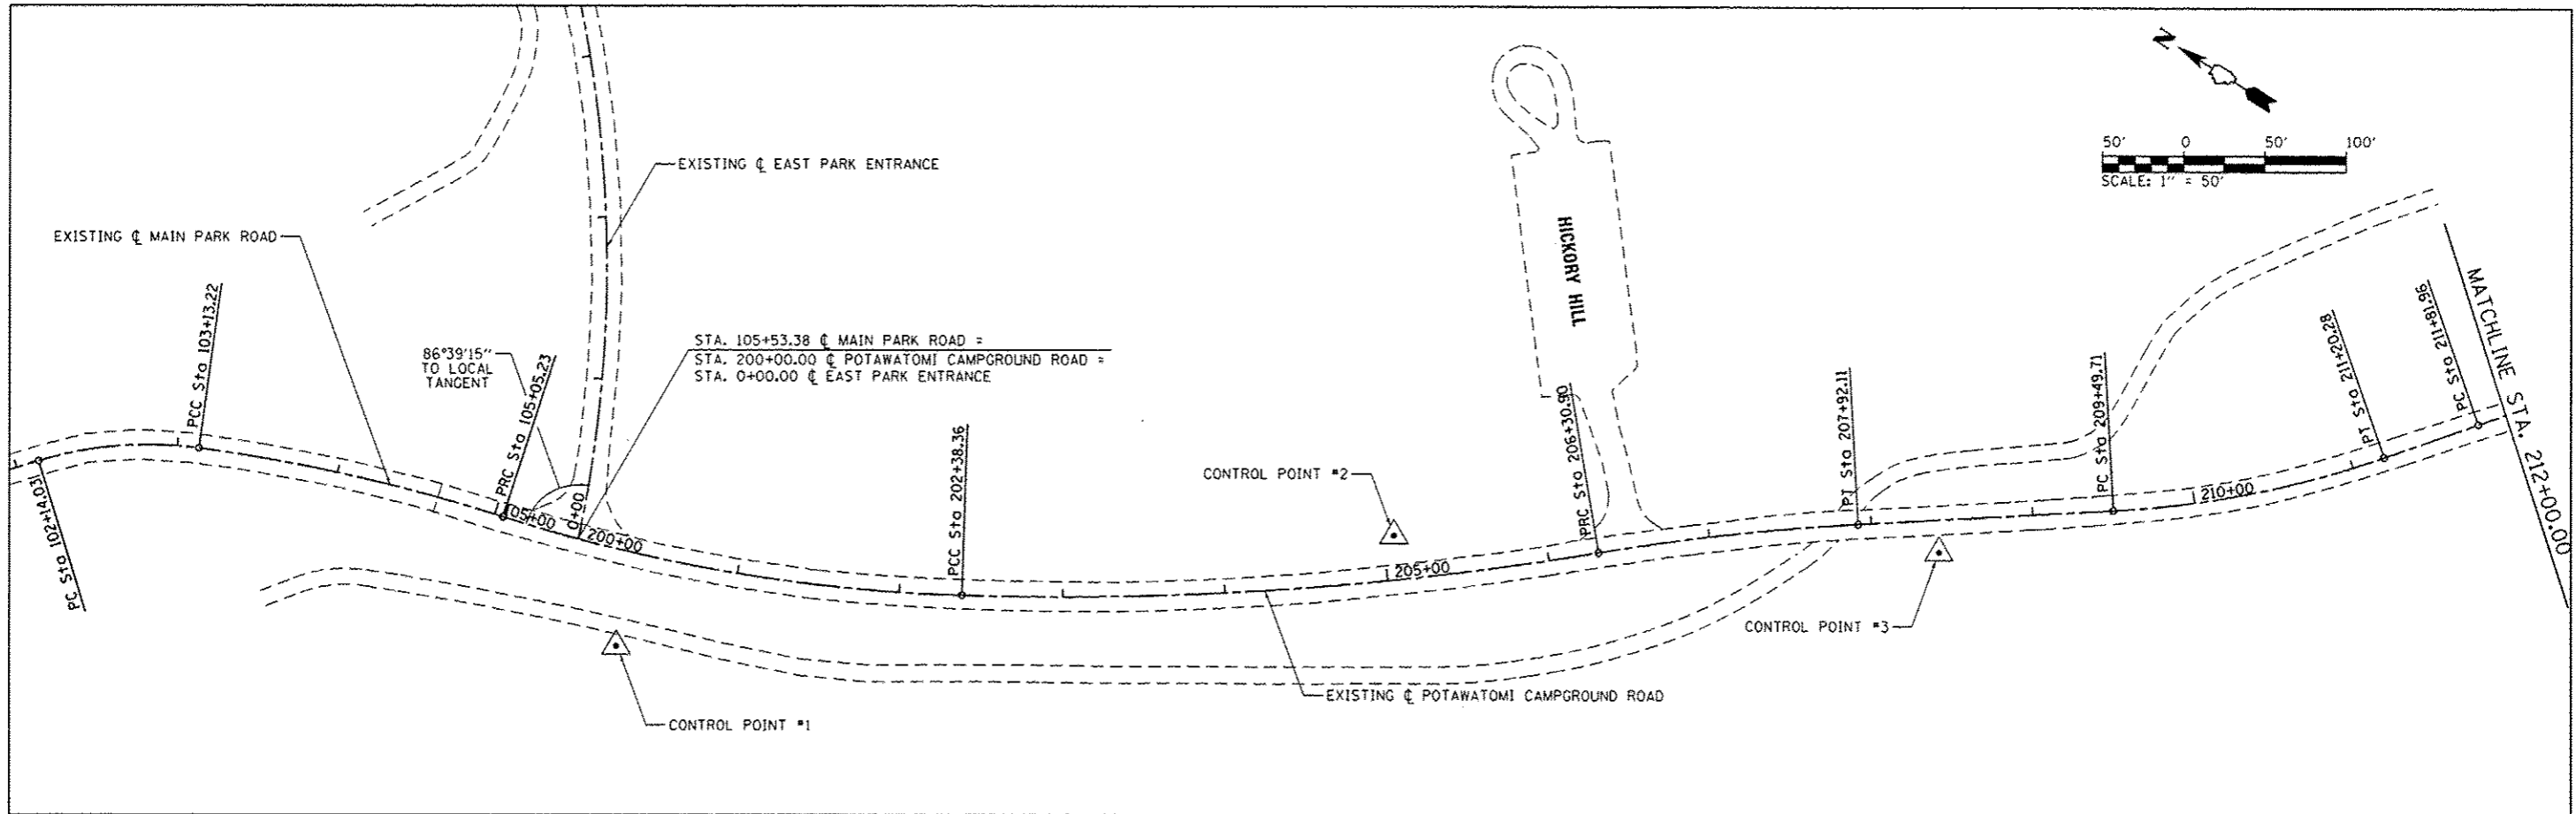 N
50' 0 50' 100'
SCALE: 1" = 50'
EXISTING ℄ EAST PARK ENTRANCE
EXISTING ℄ MAIN PARK ROAD
HICKORY HILL
MATCHLINE STA. 212+00.00
PC Sta 102+14.03
PCC Sta 103+13.22
86°39'15"
TO LOCAL
TANGENT
PRC Sta 105+05.23
STA. 105+53.38 ℄ MAIN PARK ROAD =
STA. 200+00.00 ℄ POTAWATOMI CAMPGROUND ROAD =
STA. 0+00.00 ℄ EAST PARK ENTRANCE
105+00
0+00
200+00
PCC Sta 202+38.36
CONTROL POINT #2
205+00
PRC Sta 206+30.90
PT Sta 207+92.11
PC Sta 209+49.71
210+00
PT Sta 211+20.28
PC Sta 211+81.96
CONTROL POINT #3
EXISTING ℄ POTAWATOMI CAMPGROUND ROAD
CONTROL POINT #1